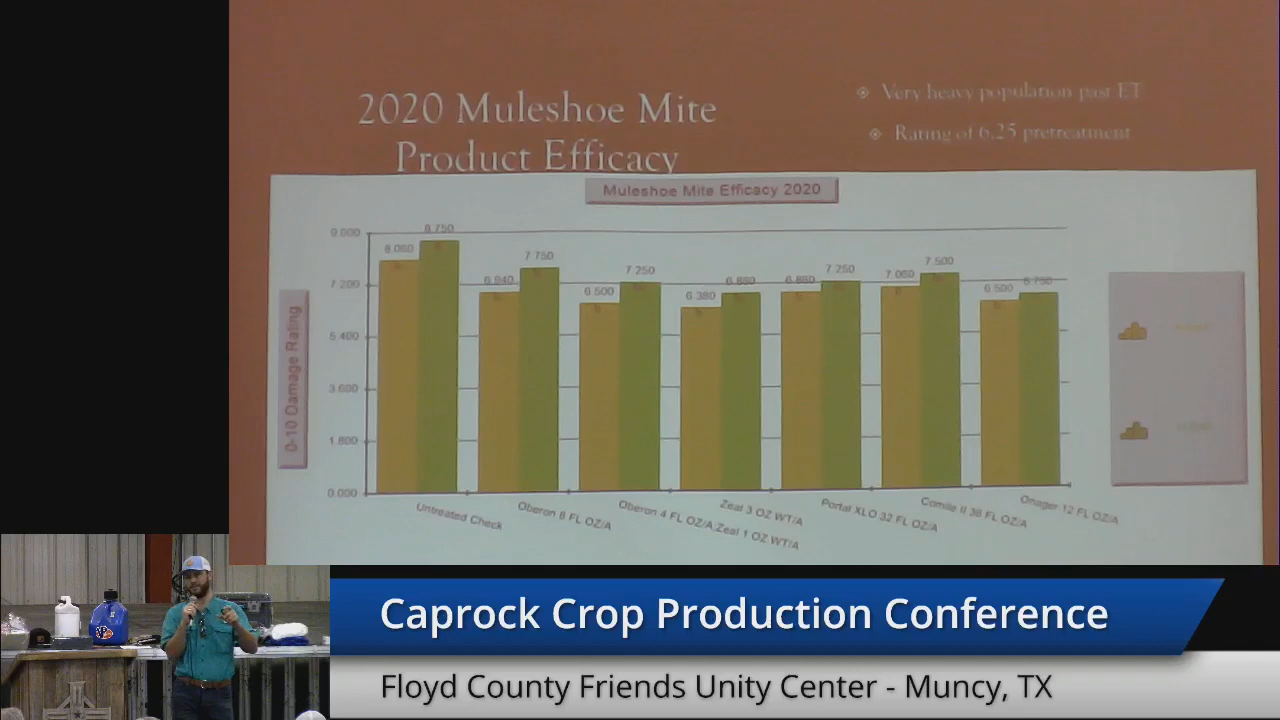 2020 Muleshoe Mite
Product Efficacy
Very heavy population past ET
Rating of 6.25 pretreatment
Muleshoe Mite Efficacy 2020
0-10 Damage Rating
9.000
7.200
5.400
3.600
1.800
0.000
8.060
8.750
6.940
7.750
6.500
7.250
6.380
6.880
6.880
7.250
7.060
7.500
6.500
6.750
Untreated Check
Oberon 8 FL OZ/A
Oberon 4 FL OZ/A;Zeal 1 OZ WT/A
Zeal 3 OZ WT/A
Portal XLO 32 FL OZ/A
Comite II 36 FL OZ/A
Onager 12 FL OZ/A
Caprock Crop Production Conference
Floyd County Friends Unity Center - Muncy, TX